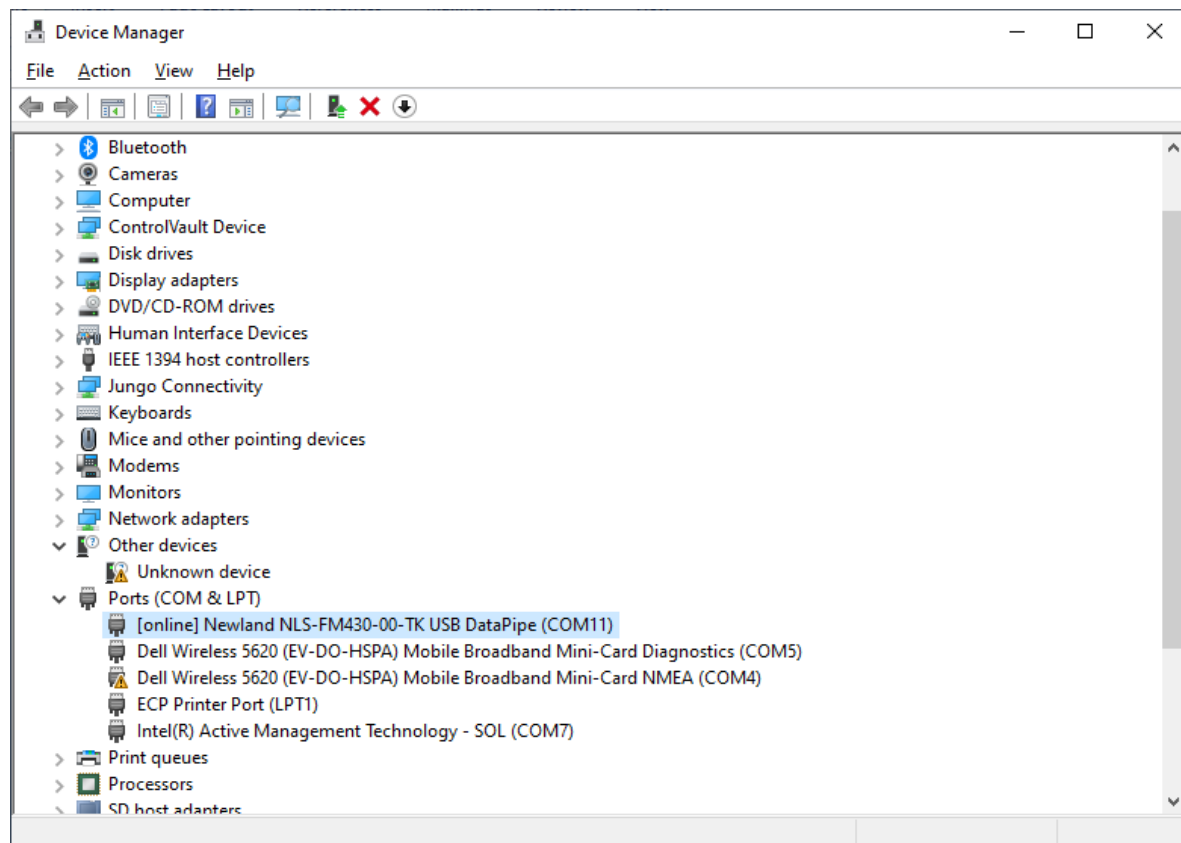 Device Manager
File Action View Help
Bluetooth
Cameras
Computer
ControlVault Device
Disk drives
Display adapters
DVD/CD-ROM drives
Human Interface Devices
IEEE 1394 host controllers
Jungo Connectivity
Keyboards
Mice and other pointing devices
Modems
Monitors
Network adapters
Other devices
Unknown device
Ports (COM & LPT)
[online] Newland NLS-FM430-00-TK USB DataPipe (COM11)
Dell Wireless 5620 (EV-DO-HSPA) Mobile Broadband Mini-Card Diagnostics (COM5)
Dell Wireless 5620 (EV-DO-HSPA) Mobile Broadband Mini-Card NMEA (COM4)
ECP Printer Port (LPT1)
Intel(R) Active Management Technology - SOL (COM7)
Print queues
Processors
SD host adapters